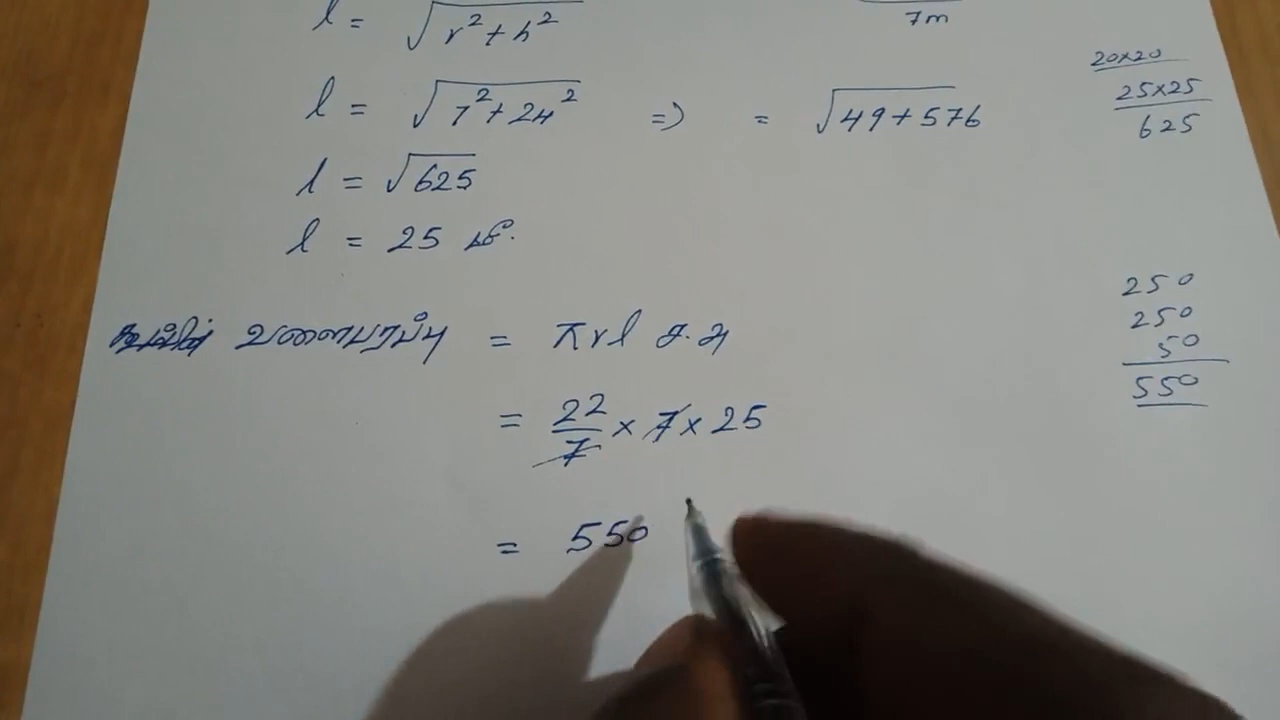 l = √r²+h²
7m
l = √7²+24² => = √49+576
20×20
25×25
625
l = √625
l = 25 மீ.
250
250
50
550
வளைபரப்பு = πrl ச.அ
= 22/7 × 7 × 25
= 550